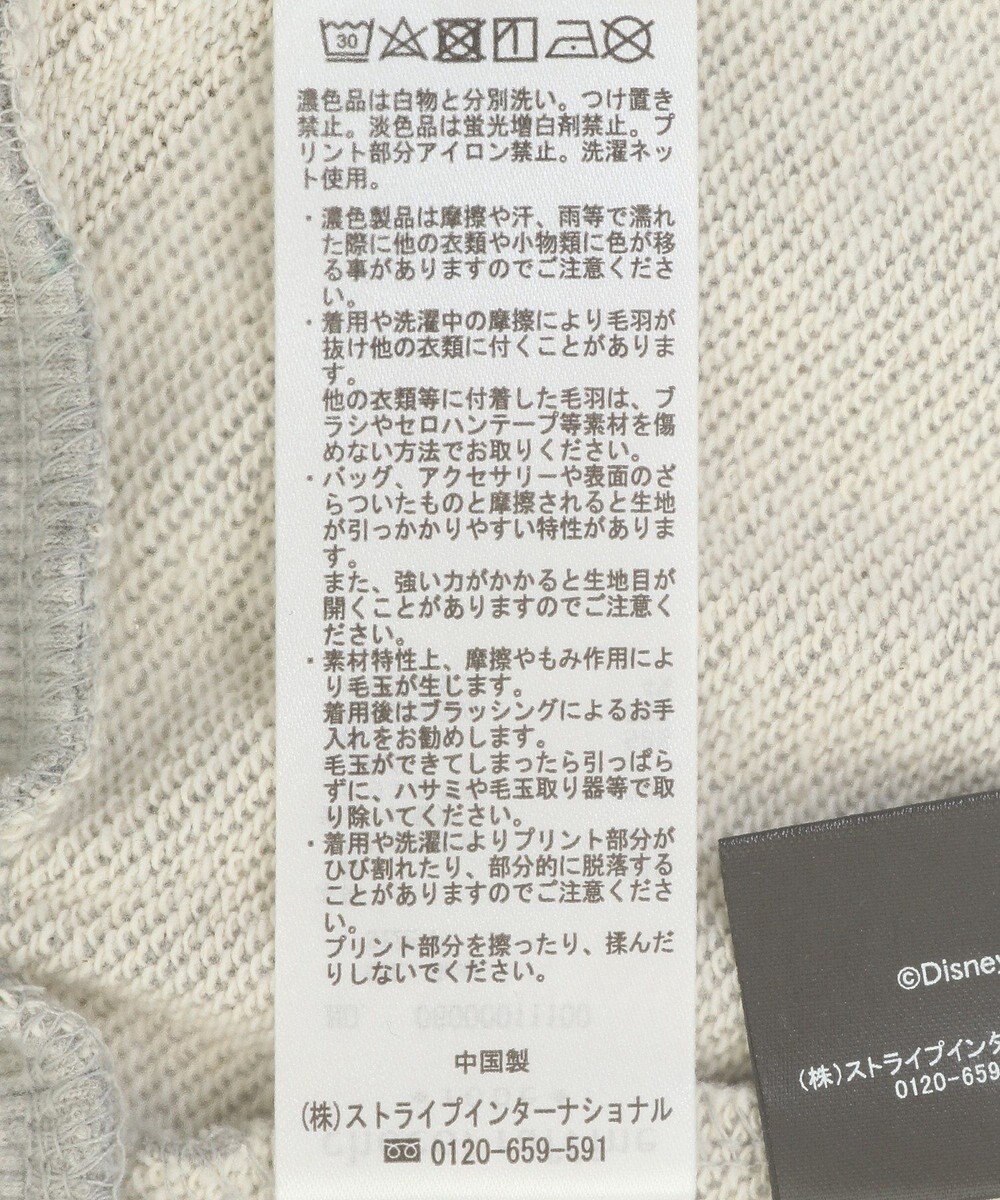 30
濃色品は白物と分別洗い。つけ置き
禁止。淡色品は蛍光増白剤禁止。プ
リント部分アイロン禁止。洗濯ネッ
ト使用。
・濃色製品は摩擦や汗、雨等で濡れ
た際に他の衣類や小物類に色が移
る事がありますのでご注意くださ
い。
・着用や洗濯中の摩擦により毛羽が
抜け他の衣類に付くことがありま
す。
他の衣類等に付着した毛羽は、ブ
ラシやセロハンテープ等素材を傷
めない方法でお取りください。
・バッグ、アクセサリーや表面のざ
らついたものと摩擦されると生地
が引っかかりやすい特性がありま
す。
また、強い力がかかると生地目が
開くことがありますのでご注意く
ださい。
・素材特性上、摩擦やもみ作用によ
り毛玉が生じます。
着用後はブラッシングによるお手
入れをお勧めします。
毛玉ができてしまったら引っぱら
ずに、ハサミや毛玉取り器等で取
り除いてください。
・着用や洗濯によりプリント部分が
ひび割れたり、部分的に脱落する
ことがありますのでご注意くださ
い。
プリント部分を擦ったり、揉んだ
りしないでください。
中国製
(株)ストライプインターナショナル
0120-659-591
©Disney
(株)ストライプインタ
0120-659